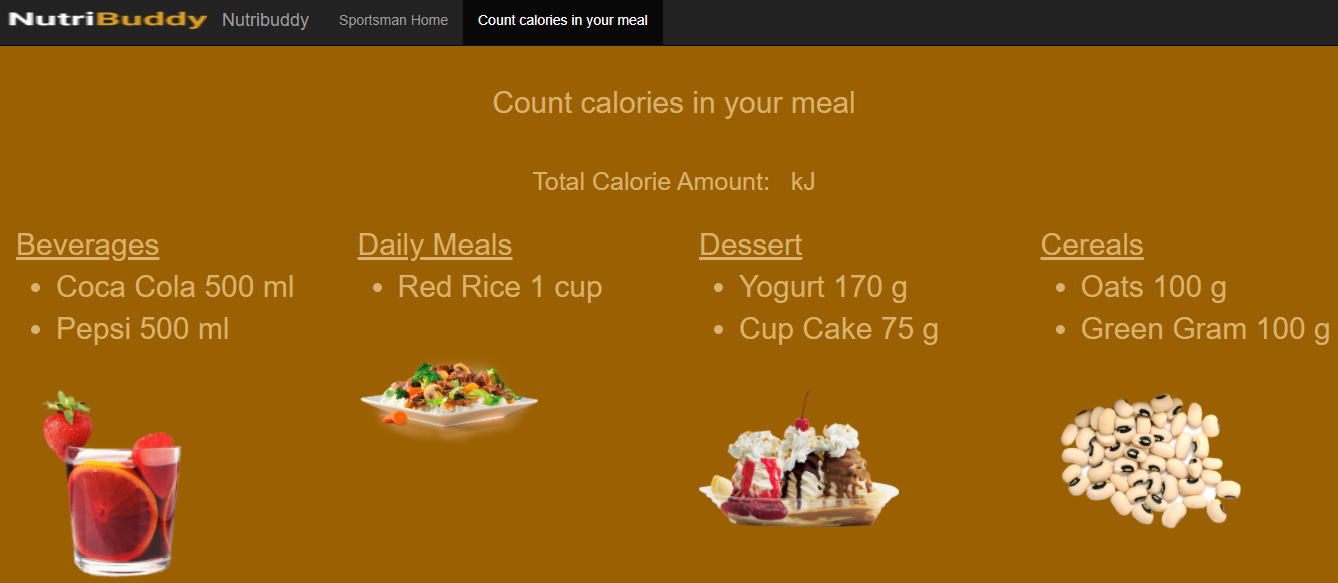 NutriBuddy Nutribuddy Sportsman Home Count calories in your meal
Count calories in your meal
Total Calorie Amount: kJ
Beverages
Coca Cola 500 ml
Pepsi 500 ml
Daily Meals
Red Rice 1 cup
Dessert
Yogurt 170 g
Cup Cake 75 g
Cereals
Oats 100 g
Green Gram 100 g